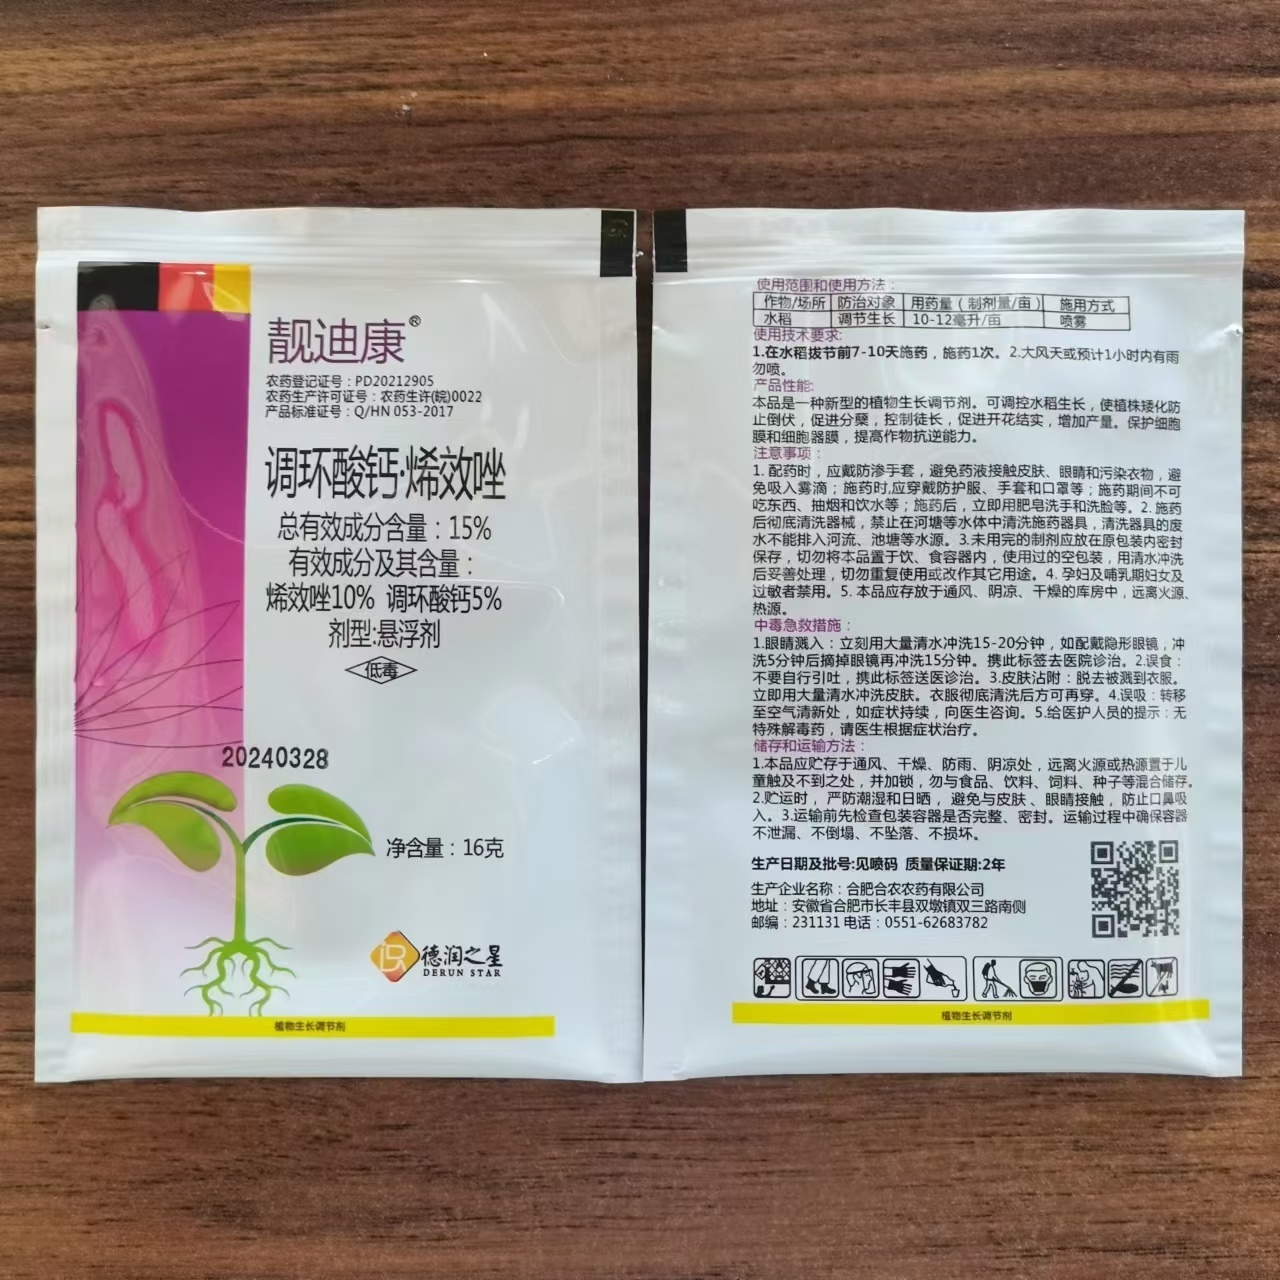 靓迪康®
农药登记证号：PD20212905
农药生产许可证号：农药生许(皖)0022
产品标准证号：Q/HN 053-2017
调环酸钙·烯效唑
总有效成分含量：15%
有效成分及其含量：
烯效唑10% 调环酸钙5%
剂型:悬浮剂
低毒
20240328
净含量：16克
德润之星
DERUN STAR
植物生长调节剂
使用范围和使用方法：
作物/场所 防治对象 用药量（制剂量/亩） 施用方式
水稻 调节生长 10-12毫升/亩 喷雾
使用技术要求:
1.在水稻拔节前7-10天施药，施药1次。2.大风天或预计1小时内有雨
勿喷。
产品性能:
本品是一种新型的植物生长调节剂。可调控水稻生长，使植株矮化防
止倒伏，促进分蘖，控制徒长，促进开花结实，增加产量。保护细胞
膜和细胞器膜，提高作物抗逆能力。
注意事项：
1. 配药时，应戴防渗手套，避免药液接触皮肤、眼睛和污染衣物，避
免吸入雾滴；施药时,应穿戴防护服、手套和口罩等；施药期间不可
吃东西、抽烟和饮水等；施药后，立即用肥皂洗手和洗脸等。2. 施药
后彻底清洗器械，禁止在河塘等水体中清洗施药器具，清洗器具的废
水不能排入河流、池塘等水源。3.未用完的制剂应放在原包装内密封
保存，切勿将本品置于饮、食容器内，使用过的空包装，用清水冲洗
后妥善处理，切勿重复使用或改作其它用途。4. 孕妇及哺乳期妇女及
过敏者禁用。5. 本品应存放于通风、阴凉、干燥的库房中，远离火源、
热源。
中毒急救措施：
1.眼睛溅入：立刻用大量清水冲洗15-20分钟，如配戴隐形眼镜，冲
洗5分钟后摘掉眼镜再冲洗15分钟。携此标签去医院诊治。2.误食：
不要自行引吐，携此标签送医诊治。3.皮肤沾附：脱去被溅到衣服。
立即用大量清水冲洗皮肤。衣服彻底清洗后方可再穿。4.误吸：转移
至空气清新处，如症状持续，向医生咨询。5.给医护人员的提示：无
特殊解毒药，请医生根据症状治疗。
储存和运输方法：
1.本品应贮存于通风、干燥、防雨、阴凉处，远离火源或热源置于儿
童触及不到之处，并加锁，勿与食品、饮料、饲料、种子等混合储存。
2.贮运时，严防潮湿和日晒，避免与皮肤、眼睛接触，防止口鼻吸
入。3.运输前先检查包装容器是否完整、密封。运输过程中确保容器
不泄漏、不倒塌、不坠落、不损坏。
生产日期及批号:见喷码 质量保证期:2年
生产企业名称：合肥合农农药有限公司
地址：安徽省合肥市长丰县双墩镇双三路南侧
邮编：231131 电话：0551-62683782
植物生长调节剂